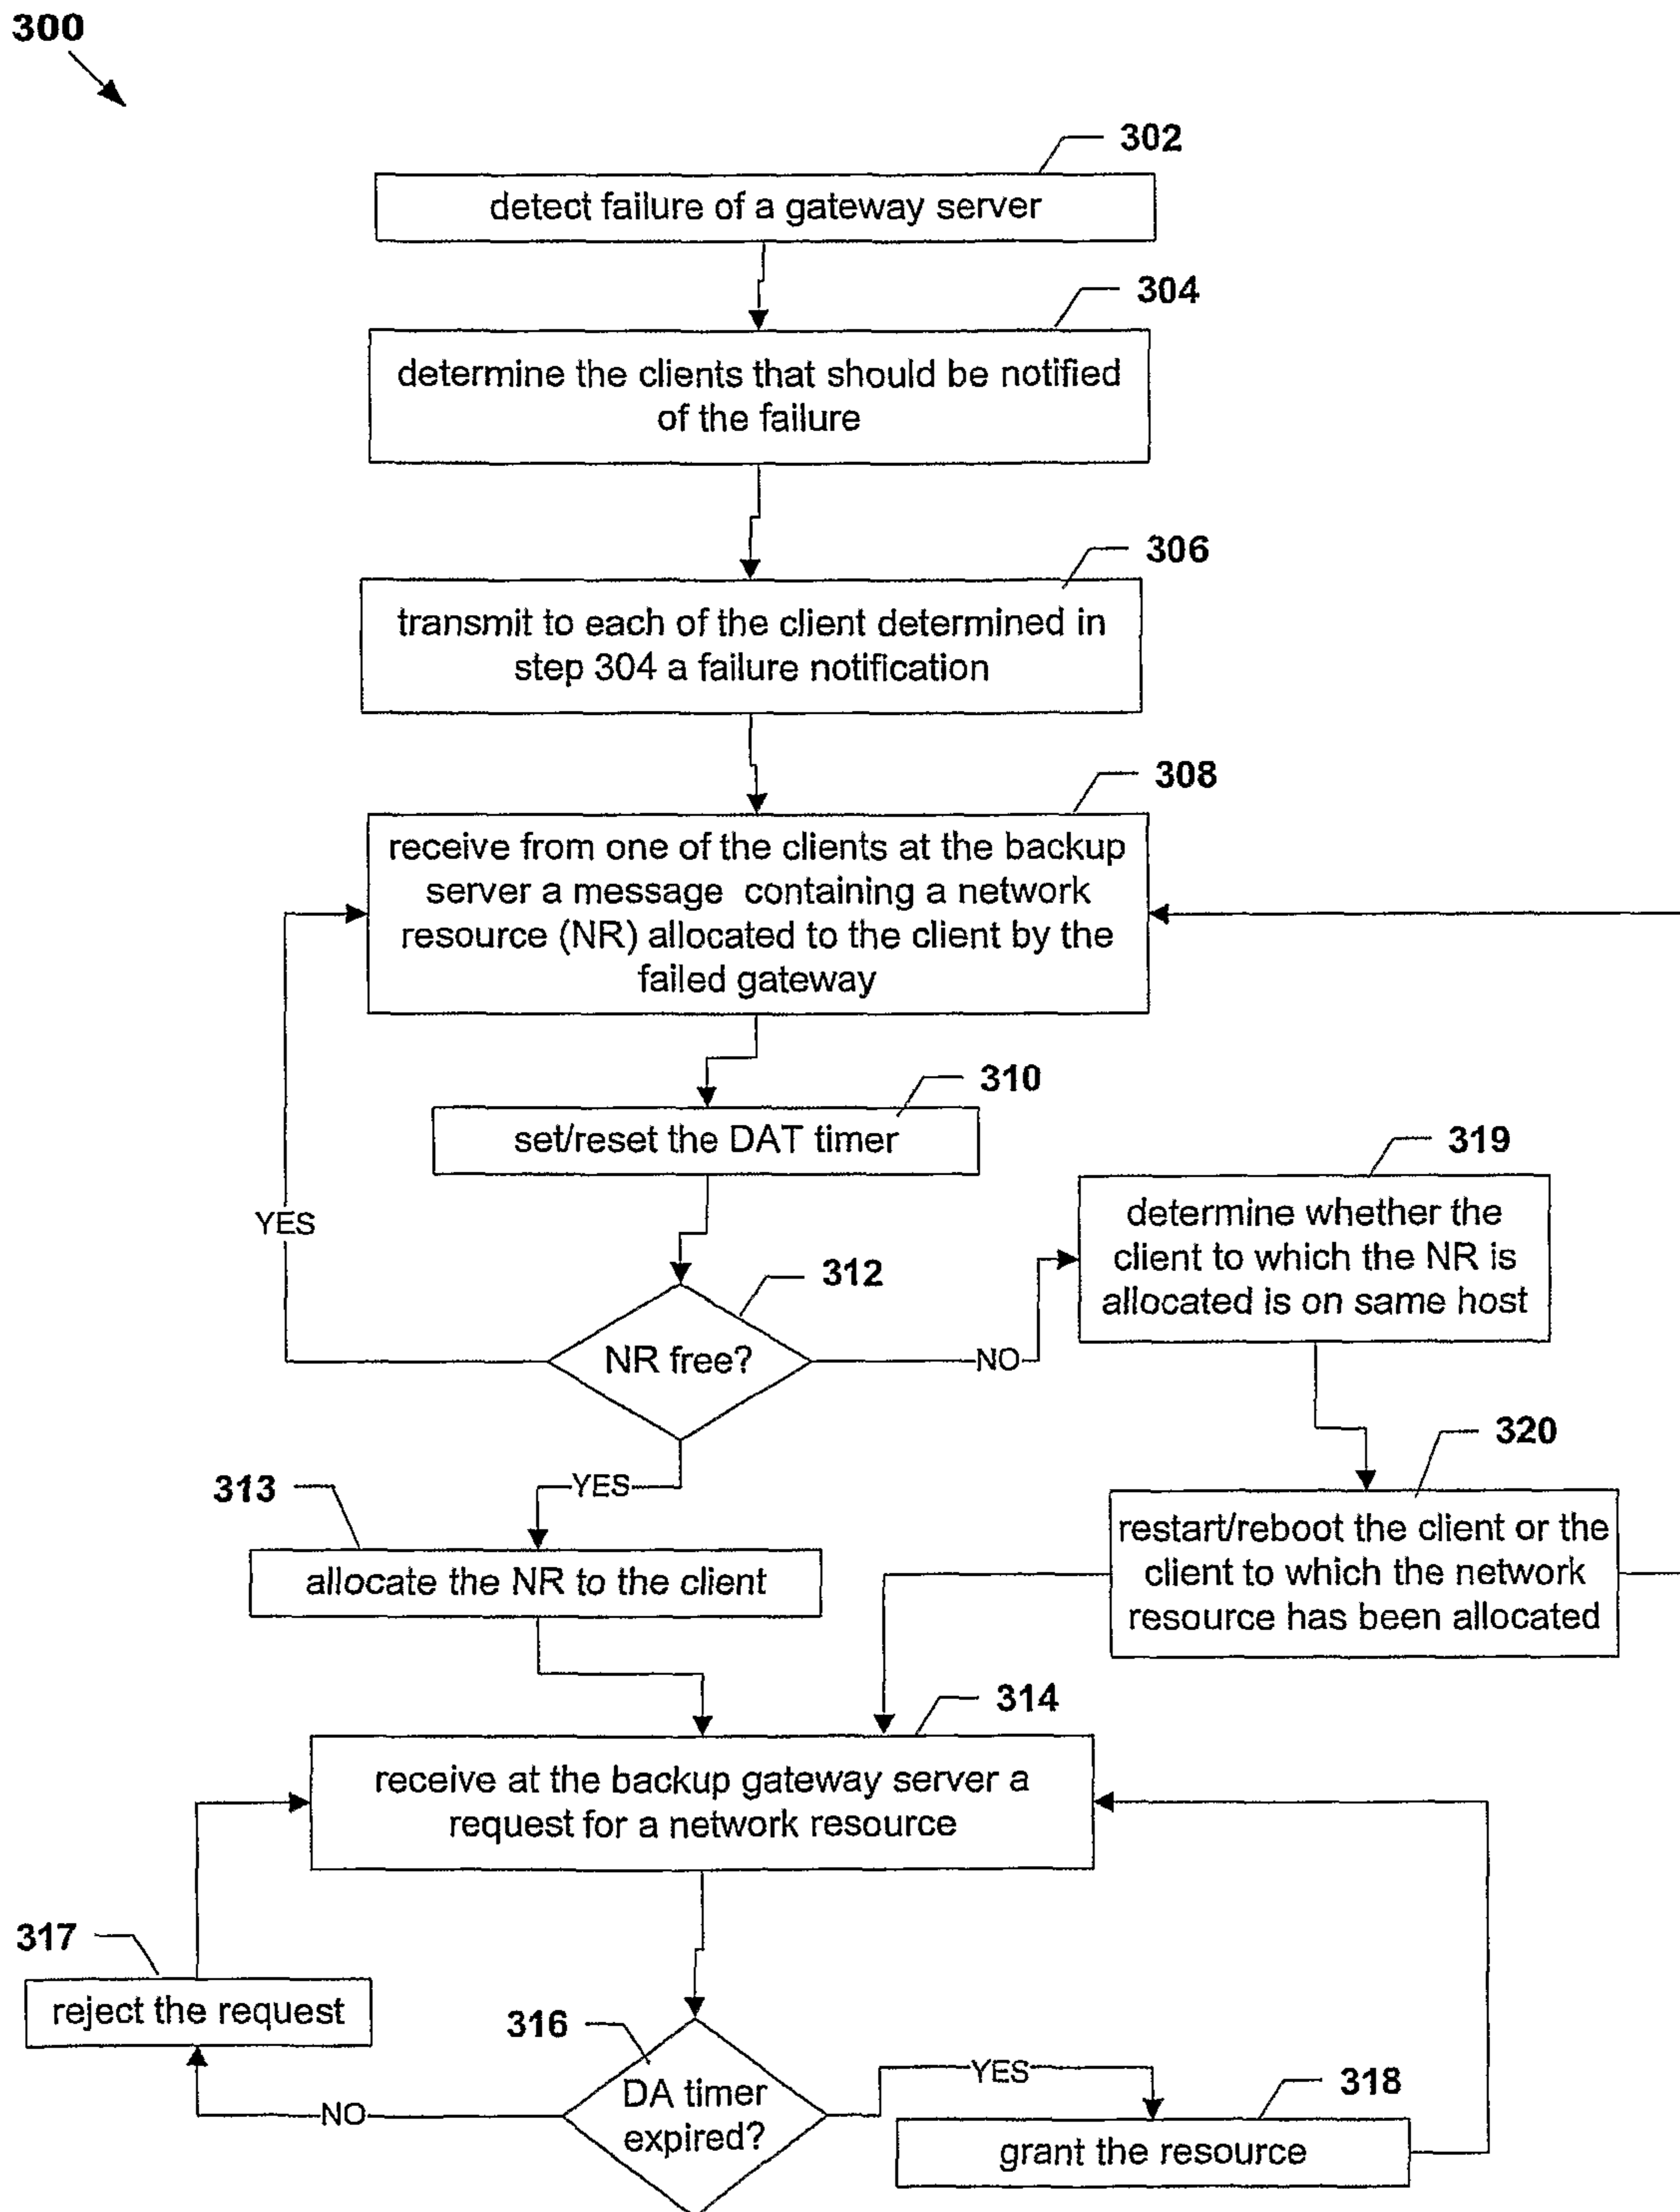 300
302
detect failure of a gateway server
304
determine the clients that should be notified
of the failure
306
transmit to each of the client determined in
step 304 a failure notification
308
receive from one of the clients at the backup
server a message containing a network
resource (NR) allocated to the client by the
failed gateway
310
set/reset the DAT timer
319
determine whether the
client to which the NR is
allocated is on same host
YES
312
NR free?
NO
320
restart/reboot the client or the
client to which the network
resource has been allocated
313
YES
allocate the NR to the client
314
receive at the backup gateway server a
request for a network resource
317
reject the request
316
DA timer
expired?
YES
NO
318
grant the resource